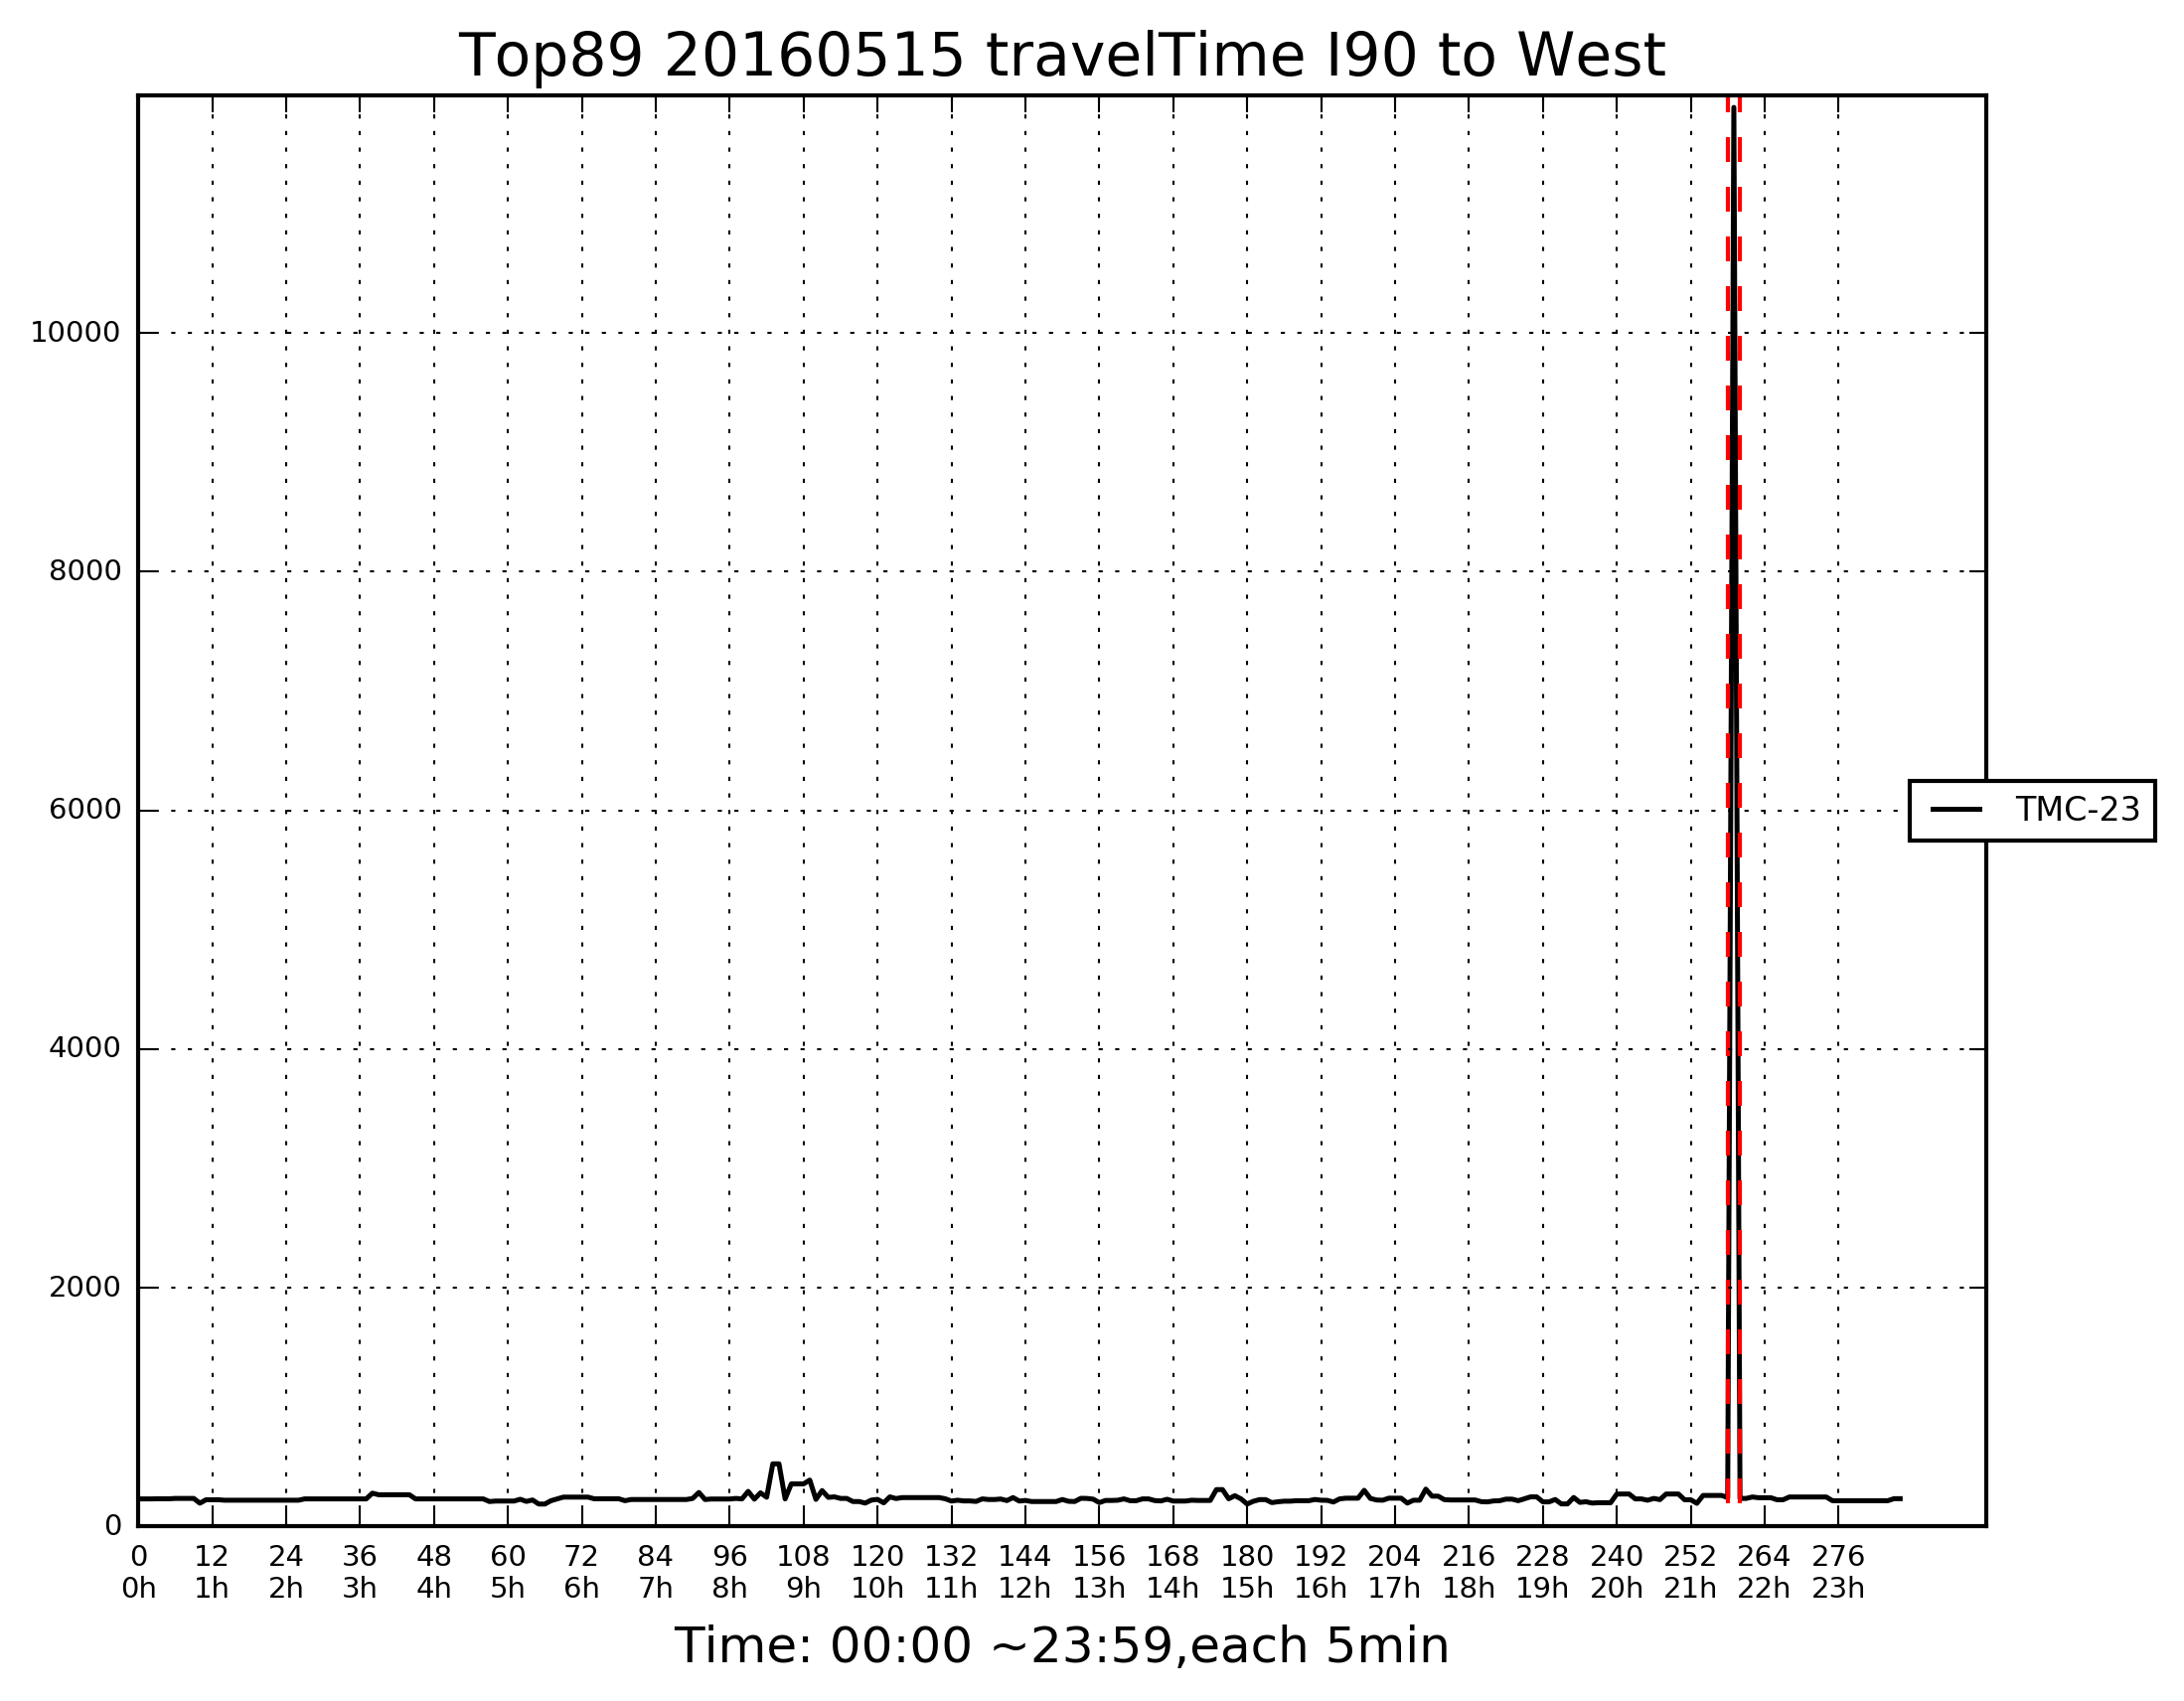 Top89 20160515 travelTime I90 to West
10000
8000
6000
4000
2000
0
TMC-23
0 12 24 36 48 60 72 84 96 108 120 132 144 156 168 180 192 204 216 228 240 252 264 276
0h 1h 2h 3h 4h 5h 6h 7h 8h 9h 10h 11h 12h 13h 14h 15h 16h 17h 18h 19h 20h 21h 22h 23h
Time: 00:00 ~23:59,each 5min